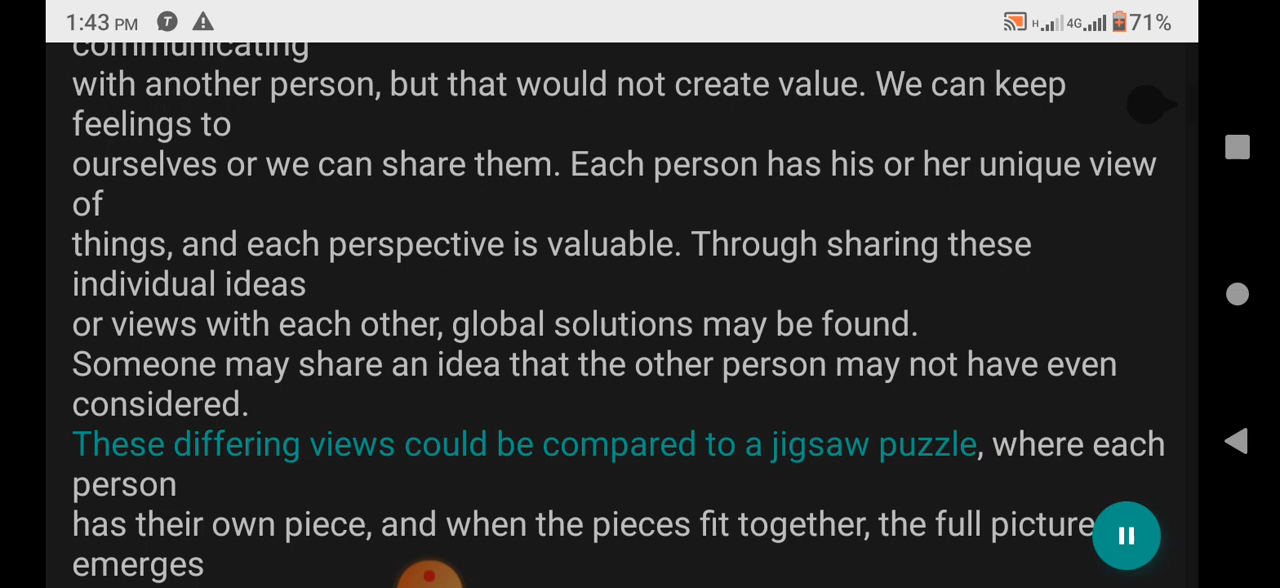 1:43 PM
H 4G 71%
communicating
with another person, but that would not create value. We can keep
feelings to
ourselves or we can share them. Each person has his or her unique view
of
things, and each perspective is valuable. Through sharing these
individual ideas
or views with each other, global solutions may be found.
Someone may share an idea that the other person may not have even
considered.
These differing views could be compared to a jigsaw puzzle, where each
person
has their own piece, and when the pieces fit together, the full picture
emerges